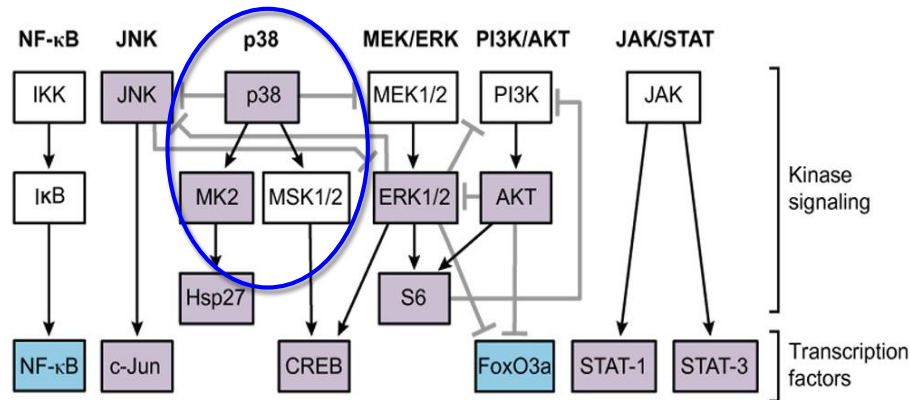 NF-κB JNK p38 MEK/ERK PI3K/AKT JAK/STAT
IKK JNK p38 MEK1/2 PI3K JAK
IκB MK2 MSK1/2 ERK1/2 AKT
Kinase
signaling
Hsp27 S6
NF-κB c-Jun CREB FoxO3a STAT-1 STAT-3
Transcription
factors